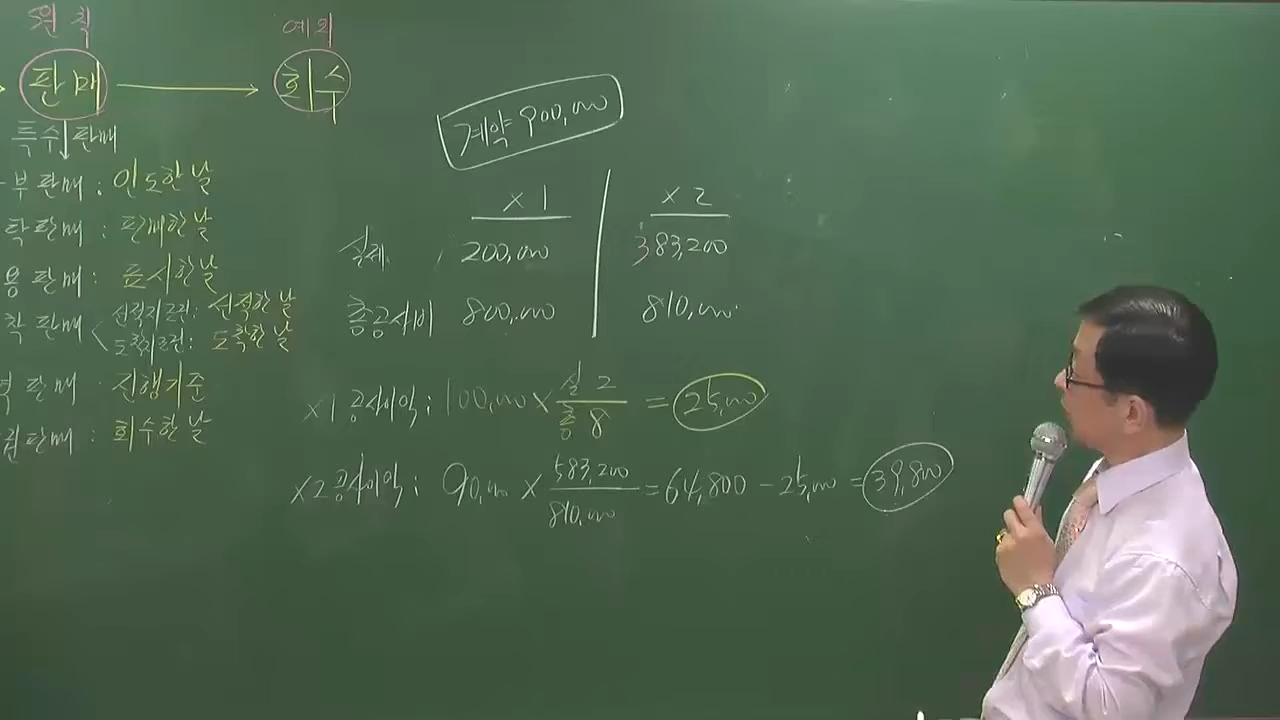 원칙 예외
판매 회수
특수판매
부판매: 인도한날
탁판매: 판매한날
용판매: 표시한날
착판매 선적지조건: 선적한날
도착지조건: 도착한날
약판매 진행기준
립판매: 회수한날
계약=900,000
x1 x2
실제 200,000 383,200
총공사비 800,000 810,000
x1 공사이익: 100,000 x 실 2 / 총 8 = 25,000
x2 공사이익: 90,000 x 583,200 / 810,000 = 64,800 - 25,000 = 39,800